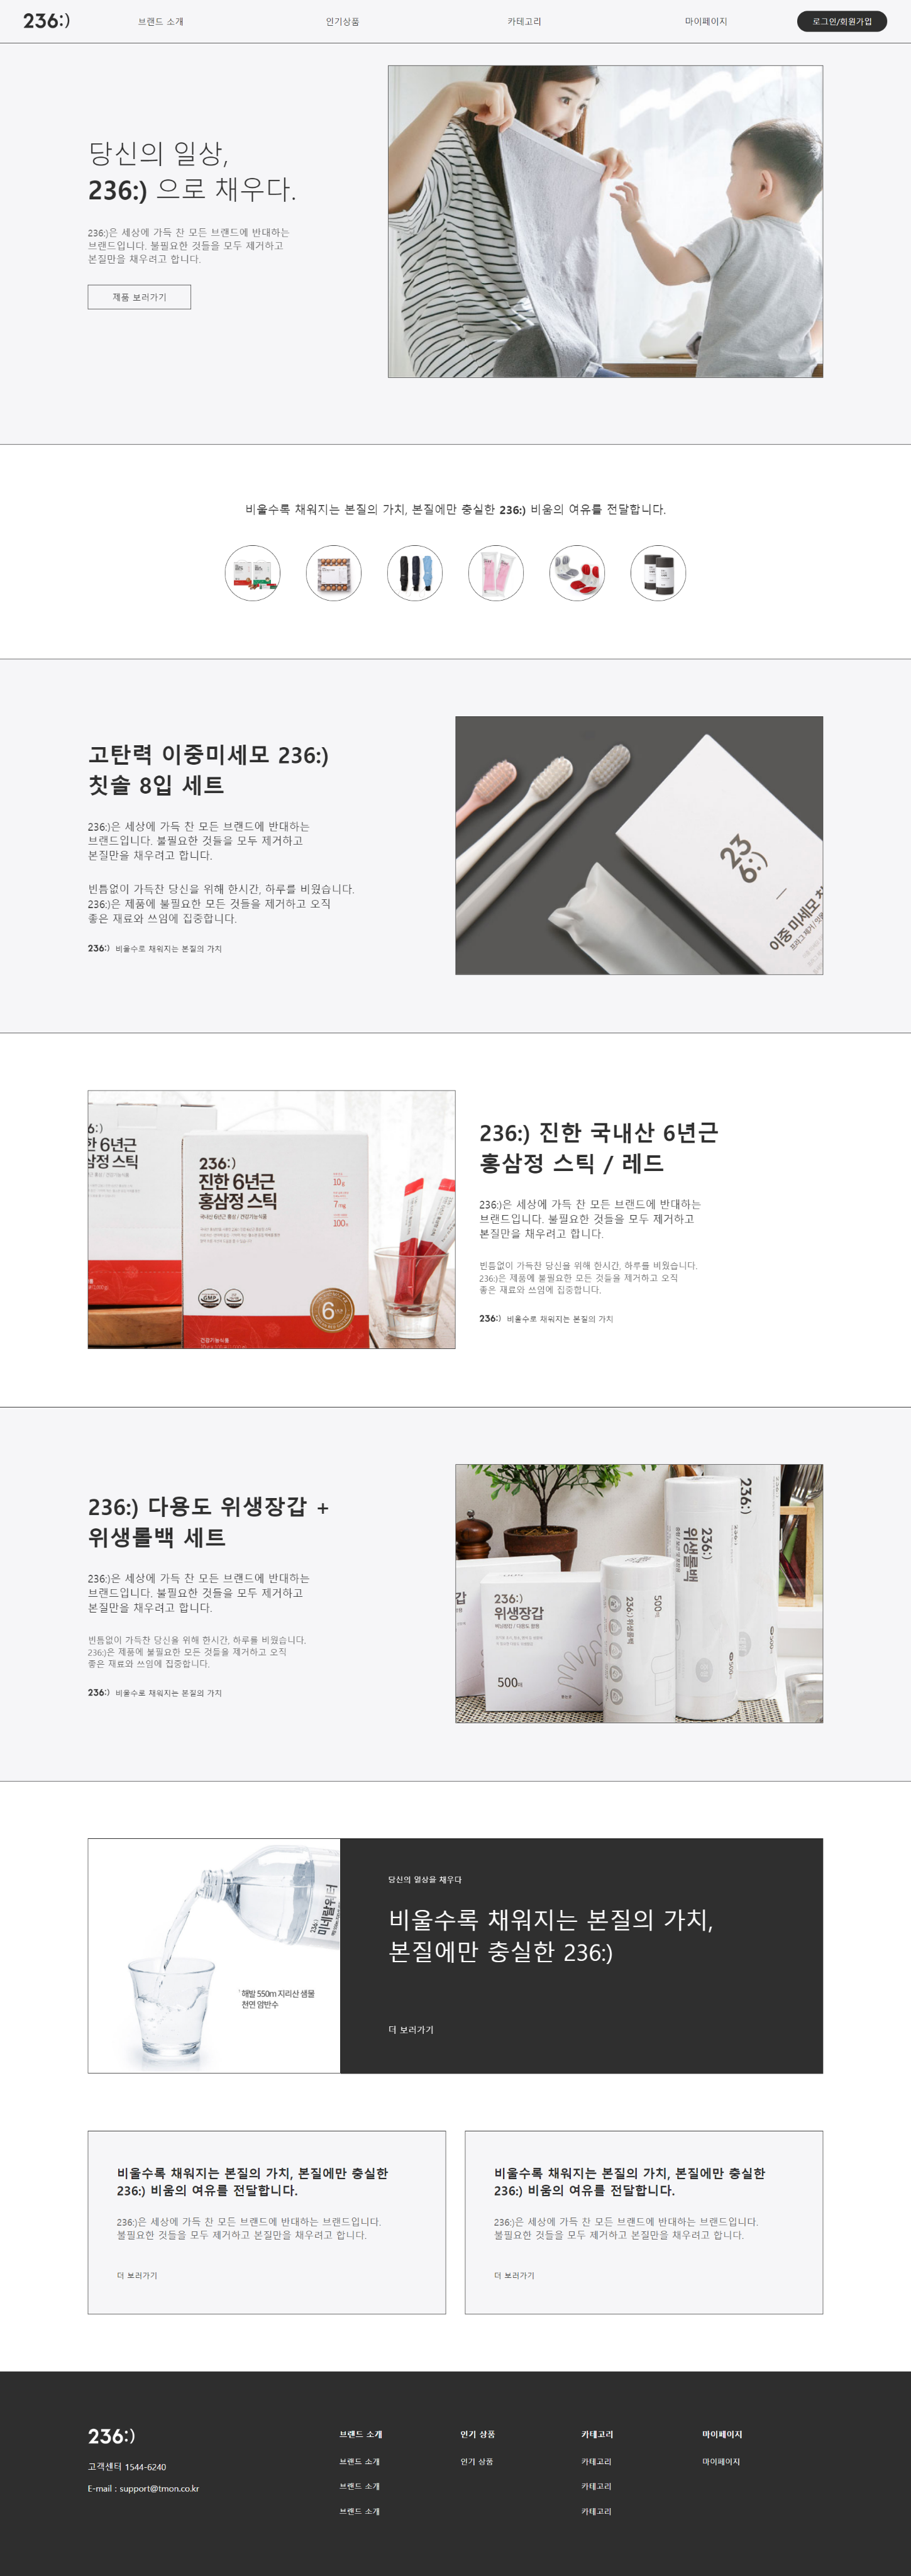 236:)
브랜드 소개
인기상품
카테고리
마이페이지
로그인/회원가입
당신의 일상,
236:) 으로 채우다.
236:)은 세상에 가득 찬 모든 브랜드에 반대하는
브랜드입니다. 불필요한 것들을 모두 제거하고
본질만을 채우려고 합니다.
제품 보러가기
비울수록 채워지는 본질의 가치, 본질에만 충실한 236:) 비움의 여유를 전달합니다.
고탄력 이중미세모 236:)
칫솔 8입 세트
236:)은 세상에 가득 찬 모든 브랜드에 반대하는
브랜드입니다. 불필요한 것들을 모두 제거하고
본질만을 채우려고 합니다.
빈틈없이 가득찬 당신을 위해 한시간, 하루를 비웠습니다.
236:)은 제품에 불필요한 모든 것들을 제거하고 오직
좋은 재료와 쓰임에 집중합니다.
236:) 비울수로 채워지는 본질의 가치
236:)
이중 미세모
6:)
한 6년근
삼정 스틱
236:)
진한 6년근
홍삼정 스틱
10g
7mg
100%
GMP
6
건강기능식품
236:) 진한 국내산 6년근
홍삼정 스틱 / 레드
236:)은 세상에 가득 찬 모든 브랜드에 반대하는
브랜드입니다. 불필요한 것들을 모두 제거하고
본질만을 채우려고 합니다.
빈틈없이 가득찬 당신을 위해 한시간, 하루를 비웠습니다.
236:)은 제품에 불필요한 모든 것들을 제거하고 오직
좋은 재료와 쓰임에 집중합니다.
236:) 비울수로 채워지는 본질의 가치
236:) 다용도 위생장갑 +
위생롤백 세트
236:)은 세상에 가득 찬 모든 브랜드에 반대하는
브랜드입니다. 불필요한 것들을 모두 제거하고
본질만을 채우려고 합니다.
빈틈없이 가득찬 당신을 위해 한시간, 하루를 비웠습니다.
236:)은 제품에 불필요한 모든 것들을 제거하고 오직
좋은 재료와 쓰임에 집중합니다.
236:) 비울수로 채워지는 본질의 가치
236:)
위생장갑
500매
236:) 위생롤백
500매
236:)
위생롤백
236:)
미네랄워터
해발 550m 지리산 샘물
천연 암반수
당신의 일상을 채우다
비울수록 채워지는 본질의 가치,
본질에만 충실한 236:)
더 보러가기
비울수록 채워지는 본질의 가치, 본질에만 충실한
236:) 비움의 여유를 전달합니다.
236:)은 세상에 가득 찬 모든 브랜드에 반대하는 브랜드입니다.
불필요한 것들을 모두 제거하고 본질만을 채우려고 합니다.
더 보러가기
비울수록 채워지는 본질의 가치, 본질에만 충실한
236:) 비움의 여유를 전달합니다.
236:)은 세상에 가득 찬 모든 브랜드에 반대하는 브랜드입니다.
불필요한 것들을 모두 제거하고 본질만을 채우려고 합니다.
더 보러가기
236:)
고객센터 1544-6240
E-mail : support@tmon.co.kr
브랜드 소개
브랜드 소개
브랜드 소개
브랜드 소개
인기 상품
인기 상품
카테고리
카테고리
카테고리
카테고리
마이페이지
마이페이지